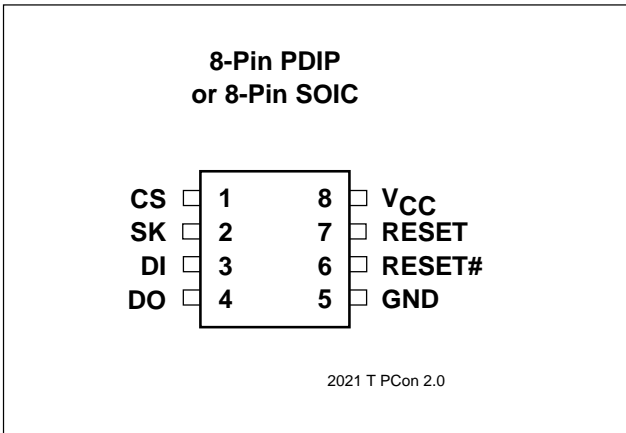 8-Pin PDIP
or 8-Pin SOIC
CS 1 8 VCC
SK 2 7 RESET
DI 3 6 RESET#
DO 4 5 GND
2021 T PCon 2.0